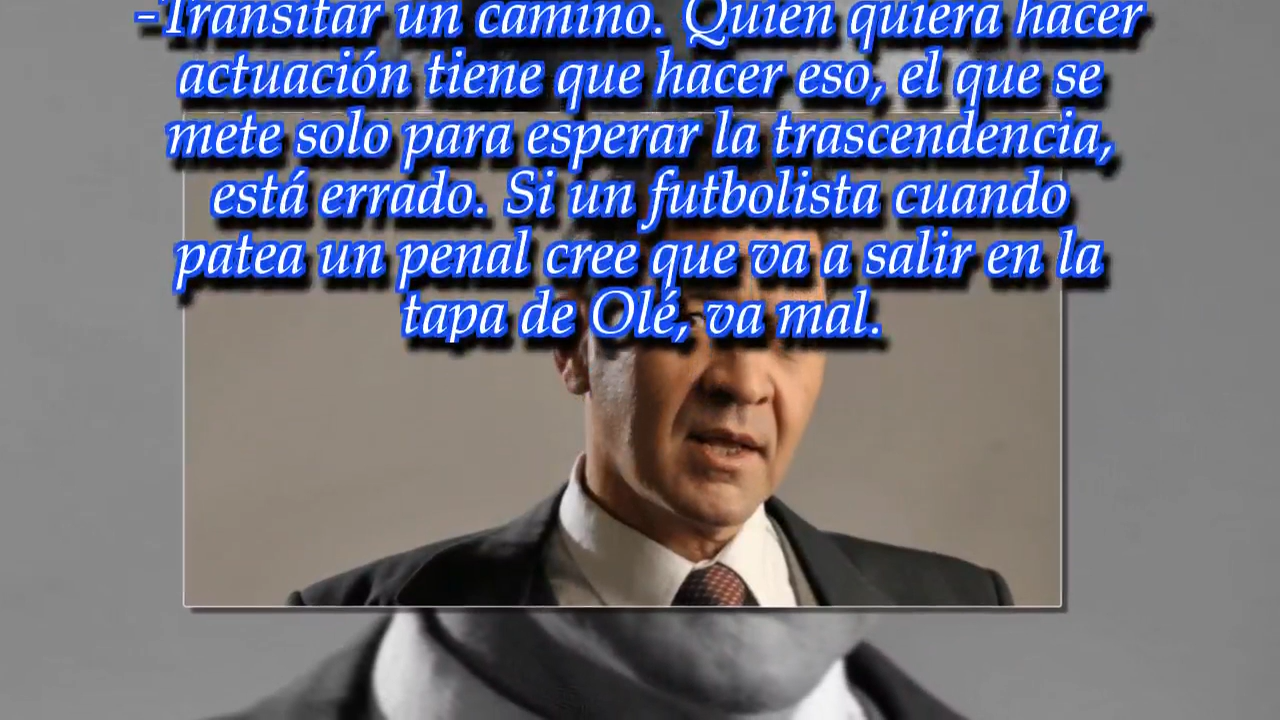 -Transitar un camino. Quien quiera hacer
actuación tiene que hacer eso, el que se
mete solo para esperar la trascendencia,
está errado. Si un futbolista cuando
patea un penal cree que va a salir en la
tapa de Olé, va mal.